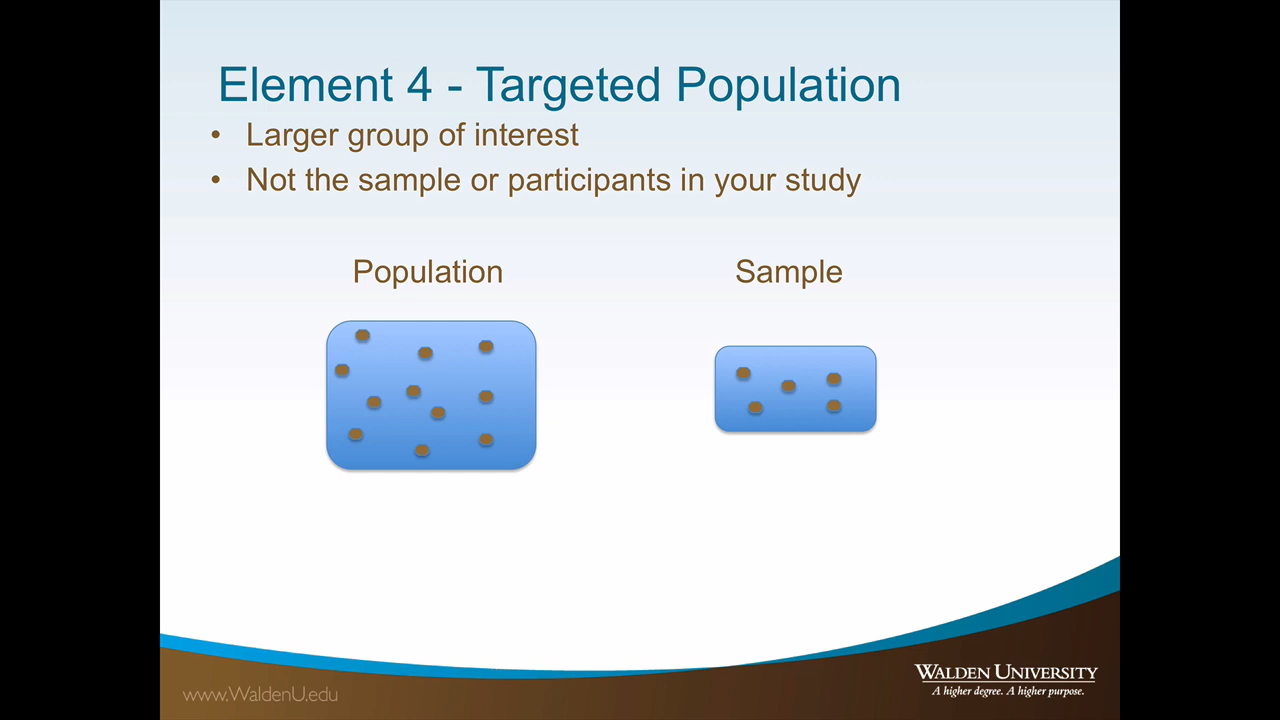 Element 4 - Targeted Population
• Larger group of interest
• Not the sample or participants in your study
Population
Sample
www.WaldenU.edu
WALDEN UNIVERSITY
A higher degree. A higher purpose.